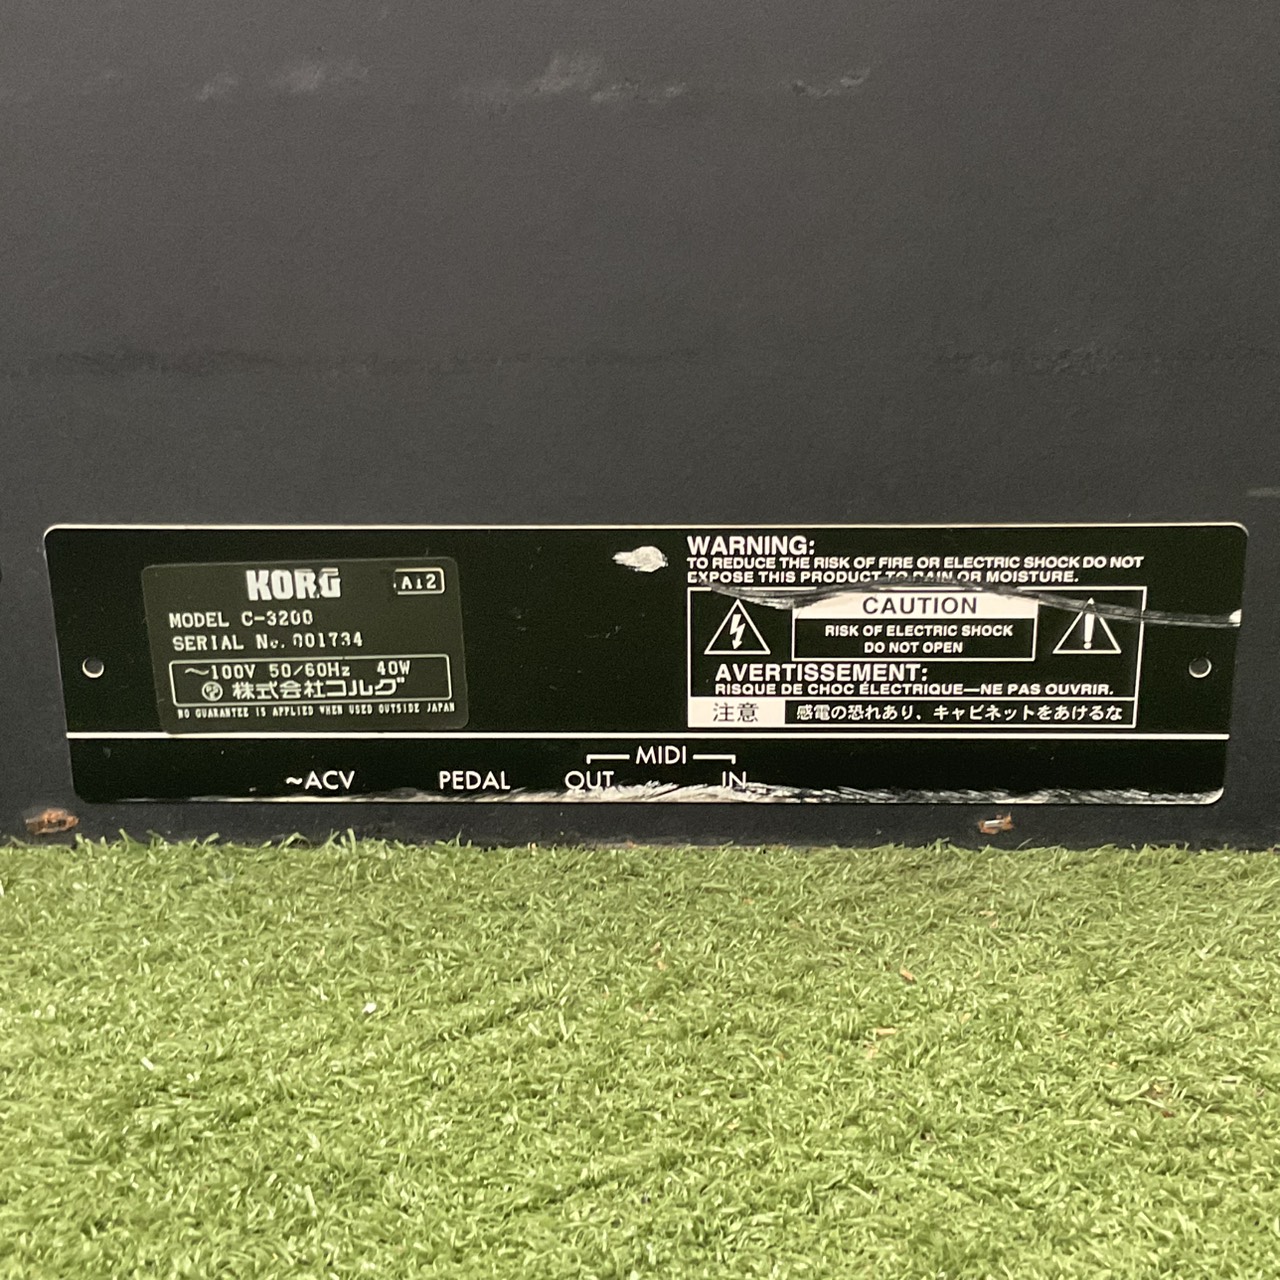 KORG
A12
MODEL C-3200
SERIAL No. 001734
~100V 50/60Hz 40W
株式会社コルグ
NO GUARANTEE IS APPLIED WHEN USED OUTSIDE JAPAN
WARNING:
TO REDUCE THE RISK OF FIRE OR ELECTRIC SHOCK DO NOT
EXPOSE THIS PRODUCT TO RAIN OR MOISTURE.
CAUTION
RISK OF ELECTRIC SHOCK
DO NOT OPEN
AVERTISSEMENT:
RISQUE DE CHOC ÉLECTRIQUE—NE PAS OUVRIR.
注意 感電の恐れあり、キャビネットをあけるな
MIDI
~ACV PEDAL OUT IN